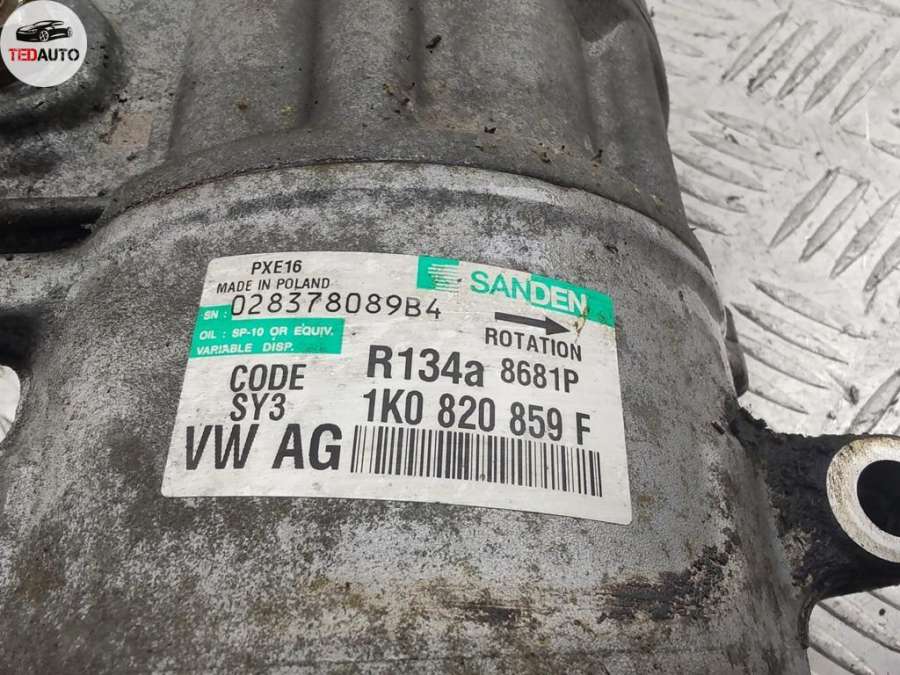 TEDAUTO
PXE16
MADE IN POLAND
SN: 028378089B4
OIL: SP-10 OR EQUIV.
VARIABLE DISP.
SANDEN
ROTATION
R134a 8681P
CODE
SY3
1K0 820 859 F
VW AG